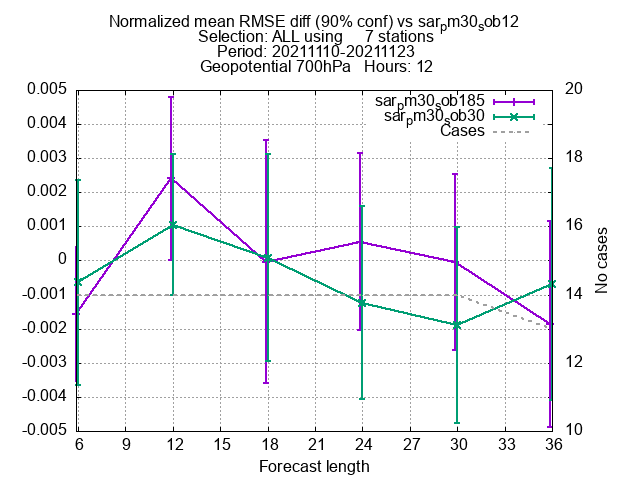 Normalized mean RMSE diff (90% conf) vs sarpm30sob12
Selection: ALL using 7 stations
Period: 20211110-20211123
Geopotential 700hPa Hours: 12
sarpm30sob185
sarpm30sob30
Cases
0.005
0.004
0.003
0.002
0.001
0
-0.001
-0.002
-0.003
-0.004
-0.005
20
18
16
14
12
10
No cases
6 9 12 15 18 21 24 27 30 33 36
Forecast length